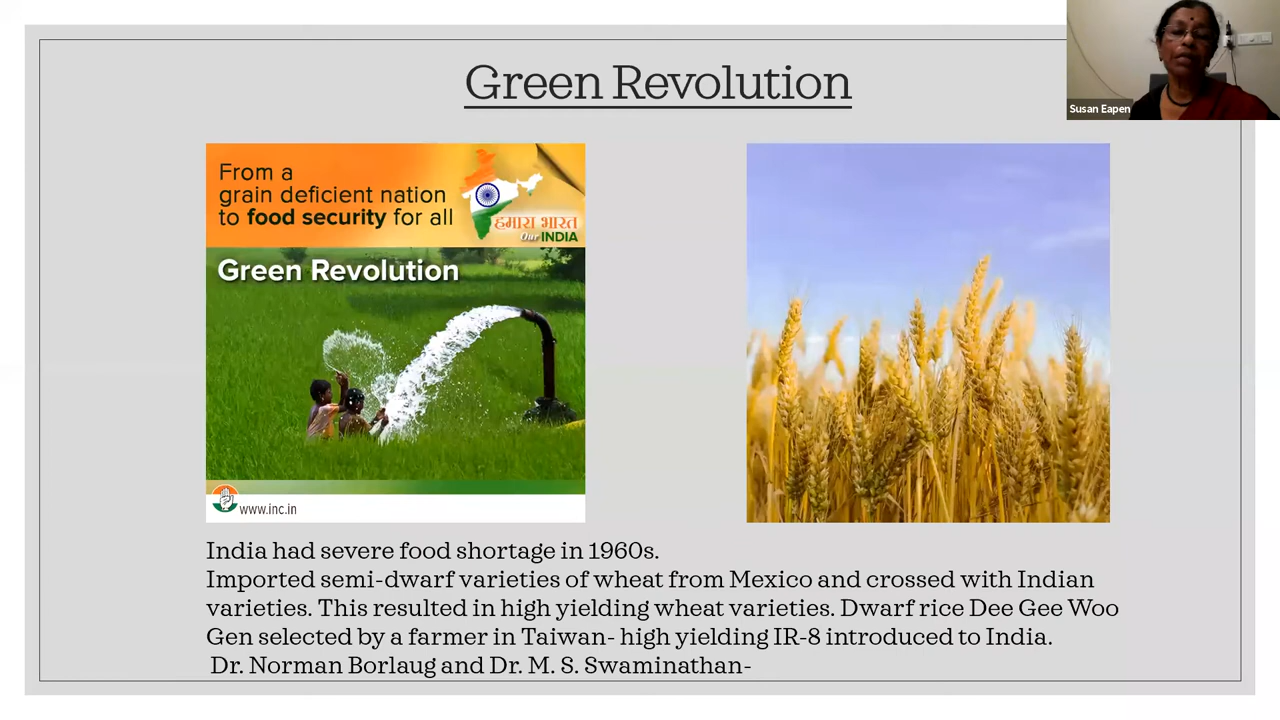 Green Revolution
Susan Eapen
From a
grain deficient nation
to food security for all
हमारा भारत
Our INDIA
Green Revolution
www.inc.in
India had severe food shortage in 1960s.
Imported semi-dwarf varieties of wheat from Mexico and crossed with Indian
varieties. This resulted in high yielding wheat varieties. Dwarf rice Dee Gee Woo
Gen selected by a farmer in Taiwan- high yielding IR-8 introduced to India.
Dr. Norman Borlaug and Dr. M. S. Swaminathan-